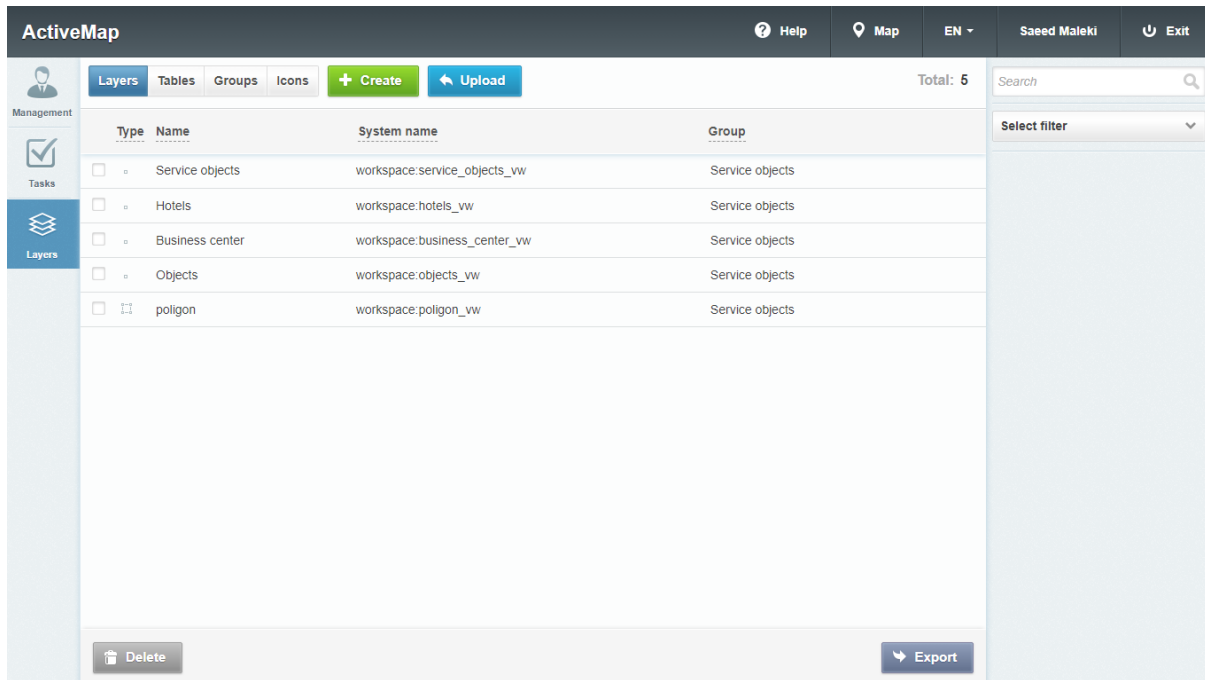 ActiveMap Help Map EN Saeed Maleki Exit
Layers Tables Groups Icons Create Upload Total: 5 Search
Management
Select filter
Type Name System name Group
Service objects workspace:service_objects_vw Service objects
Tasks
Hotels workspace:hotels_vw Service objects
Business center workspace:business_center_vw Service objects
Layers
Objects workspace:objects_vw Service objects
poligon workspace:poligon_vw Service objects
Delete Export